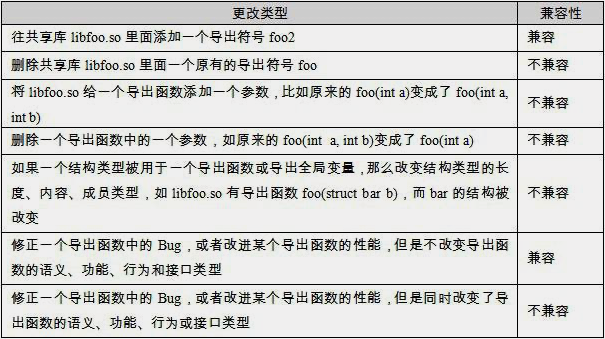 更改类型 兼容性
往共享库 libfoo.so 里面添加一个导出符号 foo2 兼容
删除共享库 libfoo.so 里面一个原有的导出符号 foo 不兼容
将 libfoo.so 给一个导出函数添加一个参数，比如原来的 foo(int a)变成了 foo(int a,
int b)
不兼容
删除一个导出函数中的一个参数，如原来的 foo(int a, int b)变成了 foo(int a) 不兼容
如果一个结构类型被用于一个导出函数或导出全局变量，那么改变结构类型的长
度、内容、成员类型，如 libfoo.so 有导出函数 foo(struct bar b)，而 bar 的结构被
改变
不兼容
修正一个导出函数中的 Bug，或者改进某个导出函数的性能，但是不改变导出函
数的语义、功能、行为和接口类型
兼容
修正一个导出函数中的 Bug，或者改进某个导出函数的性能，但是同时改变了导
出函数的语义、功能、行为或接口类型
不兼容